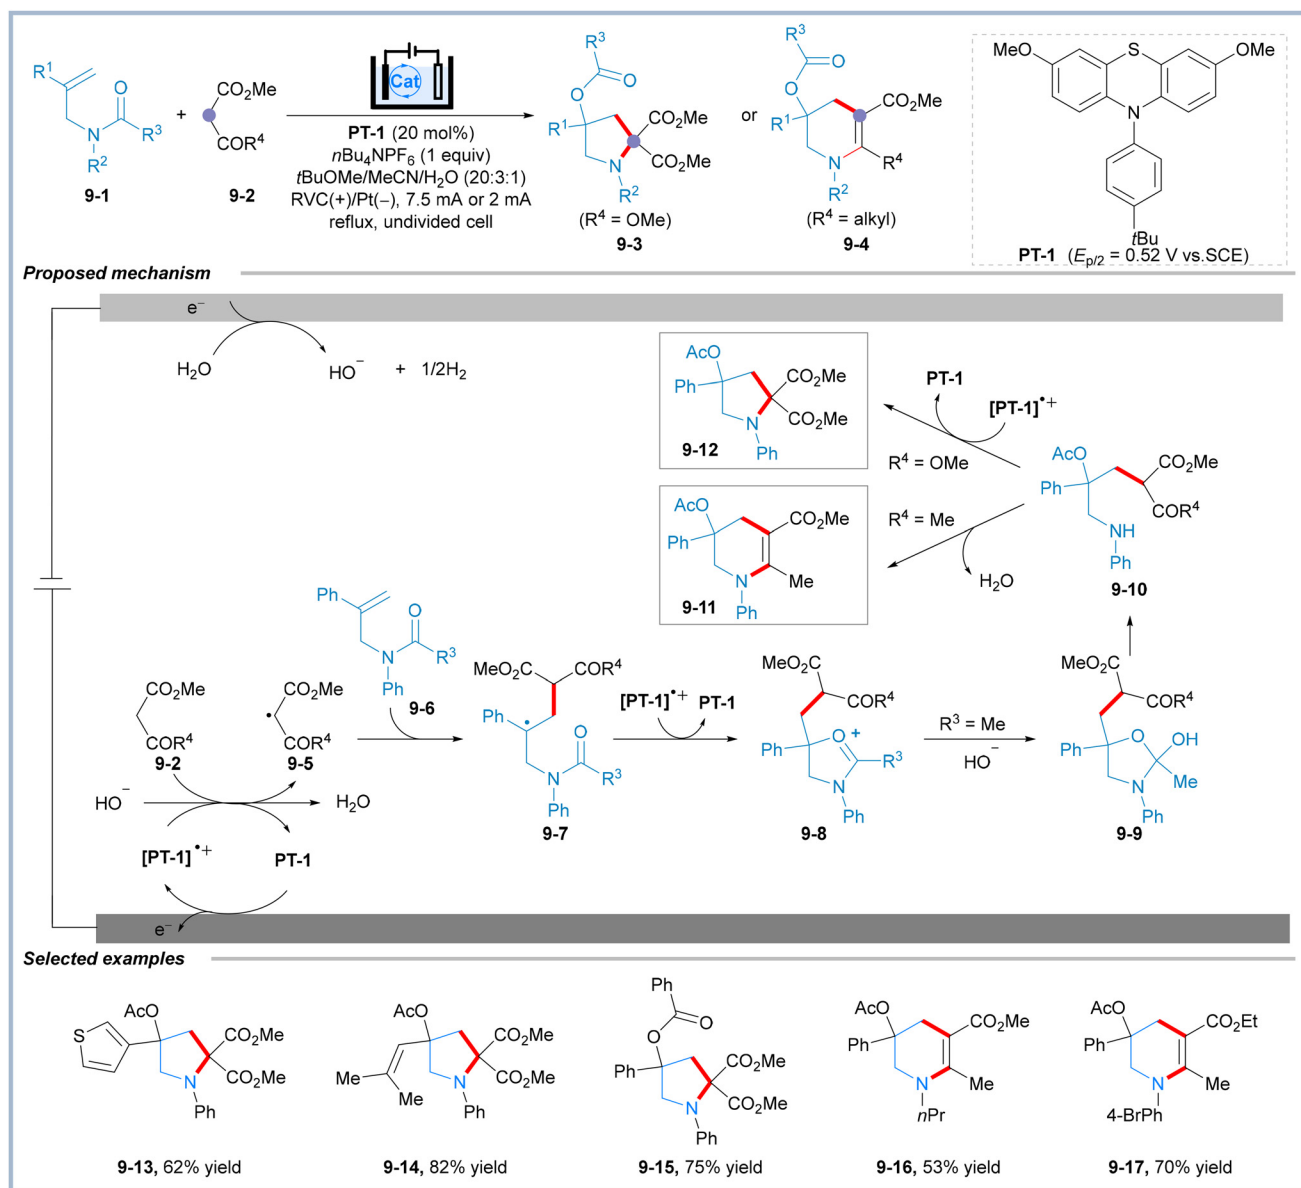 R1
N
R2
O
R3
9-1
+
CO2Me
COR4
9-2
Cat
PT-1 (20 mol%)
nBu4NPF6 (1 equiv)
tBuOMe/MeCN/H2O (20:3:1)
RVC(+)/Pt(−), 7.5 mA or 2 mA
reflux, undivided cell
R3
O
O
R1
CO2Me
CO2Me
N
R2
(R4 = OMe)
9-3
or
R3
O
O
R1
CO2Me
R4
N
R2
(R4 = alkyl)
9-4
MeO
S
OMe
N
tBu
PT-1 (Ep/2 = 0.52 V vs.SCE)
Proposed mechanism
e−
H2O
HO− + 1/2H2
AcO
Ph
CO2Me
CO2Me
N
Ph
9-12
PT-1
[PT-1]•+
R4 = OMe
AcO
Ph
CO2Me
COR4
NH
Ph
9-10
AcO
Ph
CO2Me
N
Me
Ph
9-11
R4 = Me
H2O
Ph
O
N
R3
Ph
9-6
CO2Me
COR4
9-2
CO2Me
COR4
9-5
HO−
H2O
[PT-1]•+
PT-1
e−
MeO2C
COR4
Ph
O
N
R3
Ph
9-7
[PT-1]•+
PT-1
MeO2C
COR4
Ph
O
+
R3
N
Ph
9-8
R3 = Me
HO−
MeO2C
COR4
Ph
O
OH
N
Me
Ph
9-9
Selected examples
S
AcO
CO2Me
CO2Me
N
Ph
9-13, 62% yield
AcO
CO2Me
CO2Me
Me
Me
N
Ph
9-14, 82% yield
Ph
O
O
Ph
CO2Me
CO2Me
N
Ph
9-15, 75% yield
AcO
Ph
CO2Me
N
Me
nPr
9-16, 53% yield
AcO
Ph
CO2Et
N
Me
4-BrPh
9-17, 70% yield